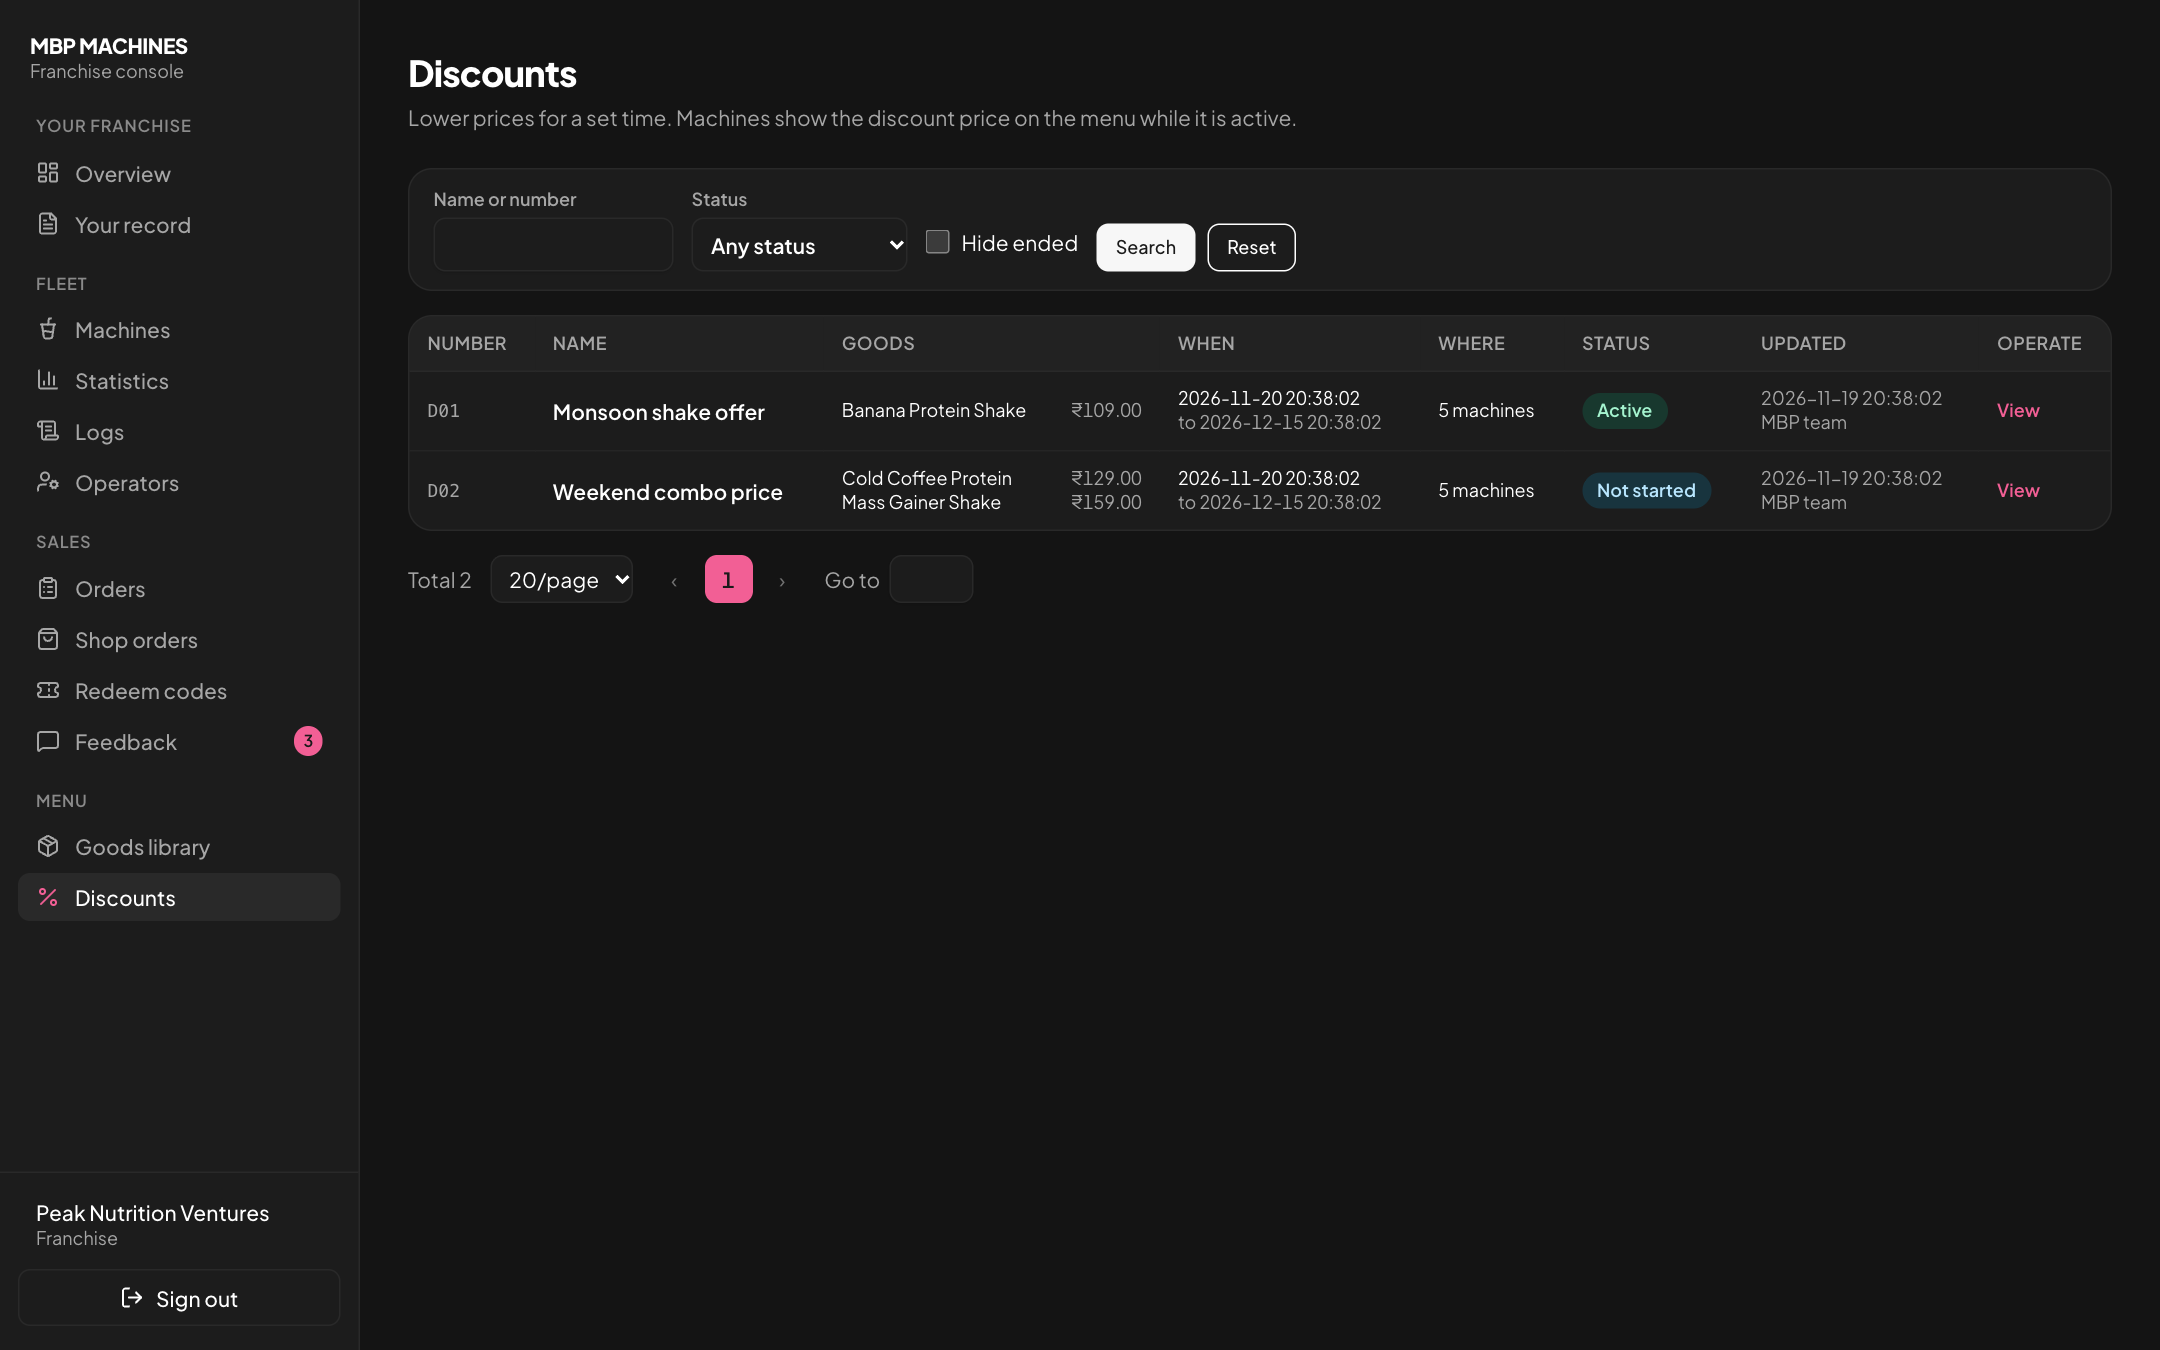 MBP MACHINES
Franchise console
YOUR FRANCHISE
Overview
Your record
FLEET
Machines
Statistics
Logs
Operators
SALES
Orders
Shop orders
Redeem codes
Feedback 3
MENU
Goods library
Discounts
Peak Nutrition Ventures
Franchise
Sign out
Discounts
Lower prices for a set time. Machines show the discount price on the menu while it is active.
Name or number Status
Any status Hide ended Search Reset
NUMBER NAME GOODS WHEN WHERE STATUS UPDATED OPERATE
D01 Monsoon shake offer Banana Protein Shake ₹109.00 2026-11-20 20:38:02 5 machines Active 2026-11-19 20:38:02 View
to 2026-12-15 20:38:02 MBP team
D02 Weekend combo price Cold Coffee Protein ₹129.00 2026-11-20 20:38:02 5 machines Not started 2026-11-19 20:38:02 View
Mass Gainer Shake ₹159.00 to 2026-12-15 20:38:02 MBP team
Total 2 20/page ‹ 1 › Go to